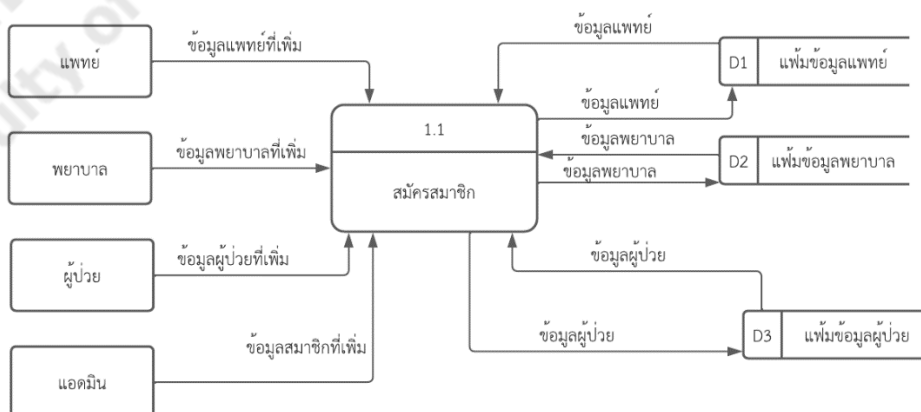 แพทย์
ข้อมูลแพทย์ที่เพิ่ม
ข้อมูลแพทย์
D1 แฟ้มข้อมูลแพทย์
ข้อมูลแพทย์
1.1
พยาบาล
ข้อมูลพยาบาลที่เพิ่ม
ข้อมูลพยาบาล
D2 แฟ้มข้อมูลพยาบาล
ข้อมูลพยาบาล
สมัครสมาชิก
ผู้ป่วย
ข้อมูลผู้ป่วยที่เพิ่ม
ข้อมูลผู้ป่วย
ข้อมูลผู้ป่วย
D3 แฟ้มข้อมูลผู้ป่วย
แอดมิน
ข้อมูลสมาชิกที่เพิ่ม